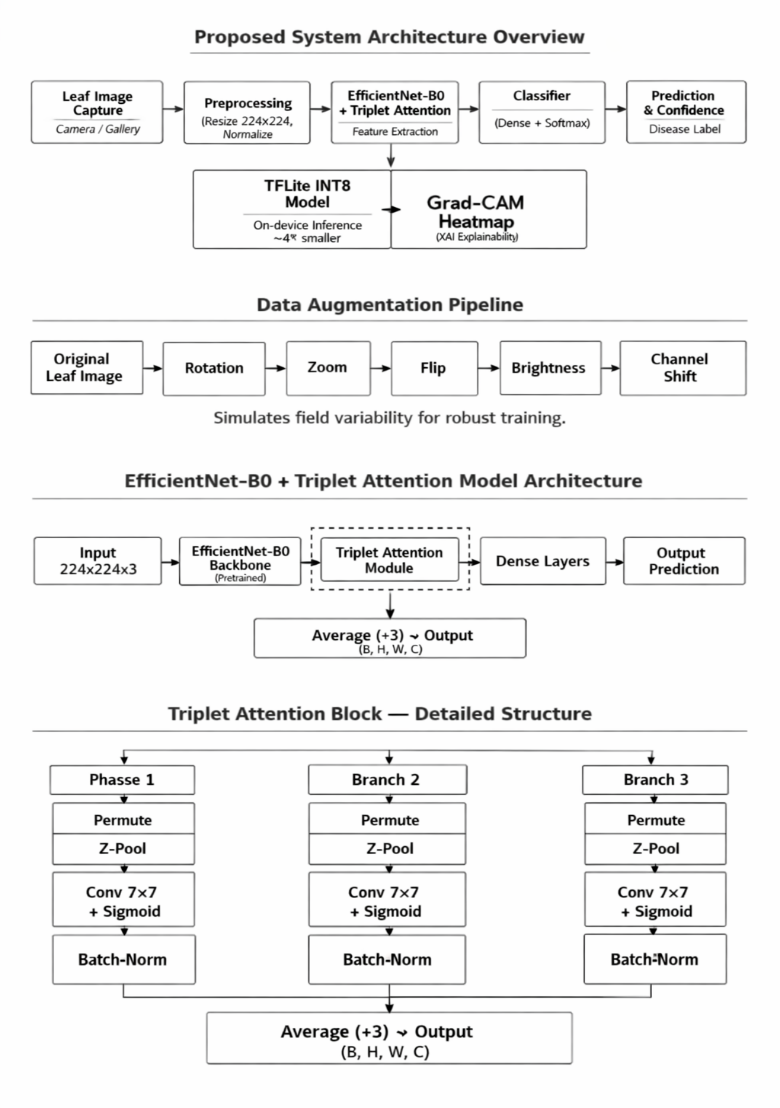 Proposed System Architecture Overview
Leaf Image
Capture
Camera / Gallery
Preprocessing
(Resize 224x224,
Normalize
EfficientNet-B0
+ Triplet Attention
Feature Extraction
Classifier
(Dense + Softmax)
Prediction
& Confidence
Disease Label
TFLite INT8
Model
On-device Inference
smaller
Grad-CAM
Heatmap
(XAI Explainability)
Data Augmentation Pipeline
Original
Leaf Image
Rotation
Zoom
Flip
Brightness
Channel
Shift
Simulates field variability for robust training.
EfficientNet-B0 + Triplet Attention Model Architecture
Input
224x224x3
EfficientNet-B0
Backbone
(Pretrained)
Triplet Attention
Module
Dense Layers
Output
Prediction
Average (+3) Output
(B, H, W, C)
Triplet Attention Block — Detailed Structure
Phasse 1
Branch 2
Branch 3
Permute
Permute
Permute
Z-Pool
Z-Pool
Z-Pool
Conv 7×7
+ Sigmoid
Conv 7×7
+ Sigmoid
Conv 7×7
+ Sigmoid
Batch-Norm
Batch-Norm
Batch-Norm
Average (+3) Output
(B, H, W, C)